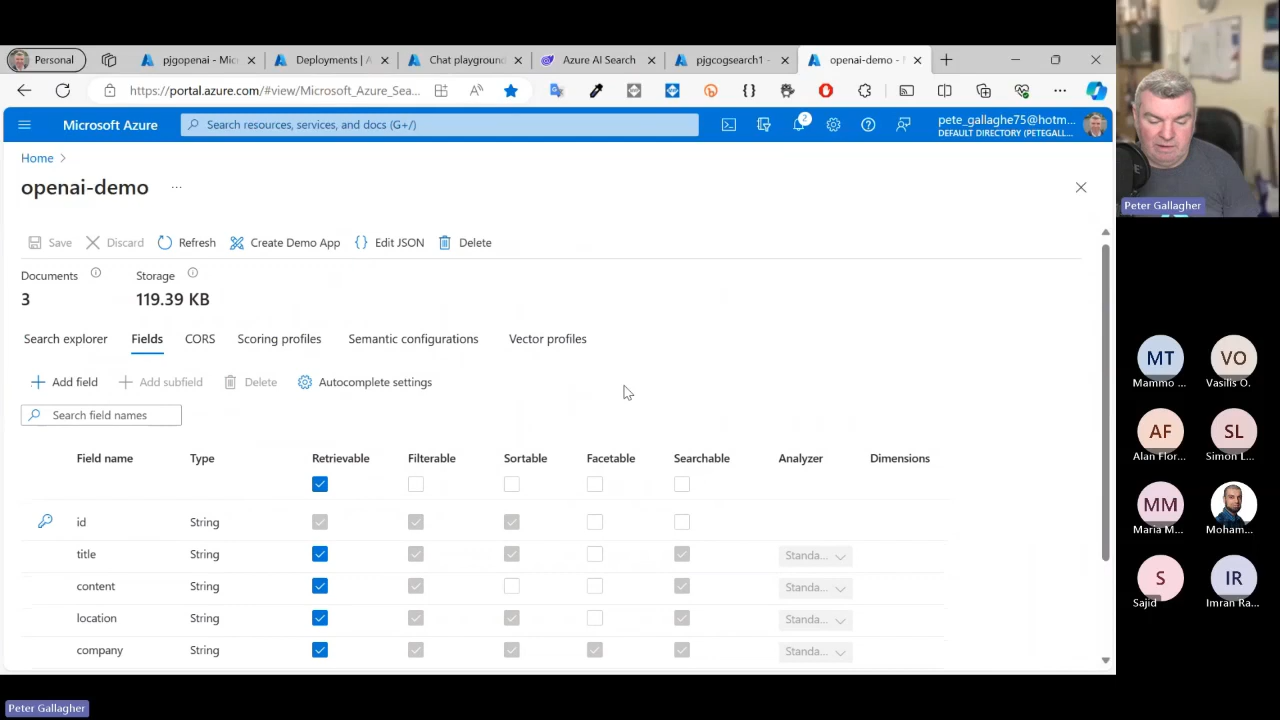 Personal
pjgopenai - Mic
Deployments | A
Chat playground
Azure AI Search
pjgcogsearch1 -
openai-demo -
https://portal.azure.com/#view/Microsoft_Azure_Sea...
Microsoft Azure
Search resources, services, and docs (G+/)
2
pete_gallaghe75@hotm...
DEFAULT DIRECTORY (PETEGALL...
Home
openai-demo
Save
Discard
Refresh
Create Demo App
Edit JSON
Delete
Documents
Storage
3
119.39 KB
Search explorer
Fields
CORS
Scoring profiles
Semantic configurations
Vector profiles
Add field
Add subfield
Delete
Autocomplete settings
Search field names
Field name Type Retrievable Filterable Sortable Facetable Searchable Analyzer Dimensions
id String
title String Standa...
content String Standa...
location String Standa...
company String Standa...
Peter Gallagher
MT
VO
Mammo ...
Vasilis O.
AF
SL
Alan Flor...
Simon L...
MM
Maria M...
Moham...
S
IR
Sajid
Imran Ra...
Peter Gallagher